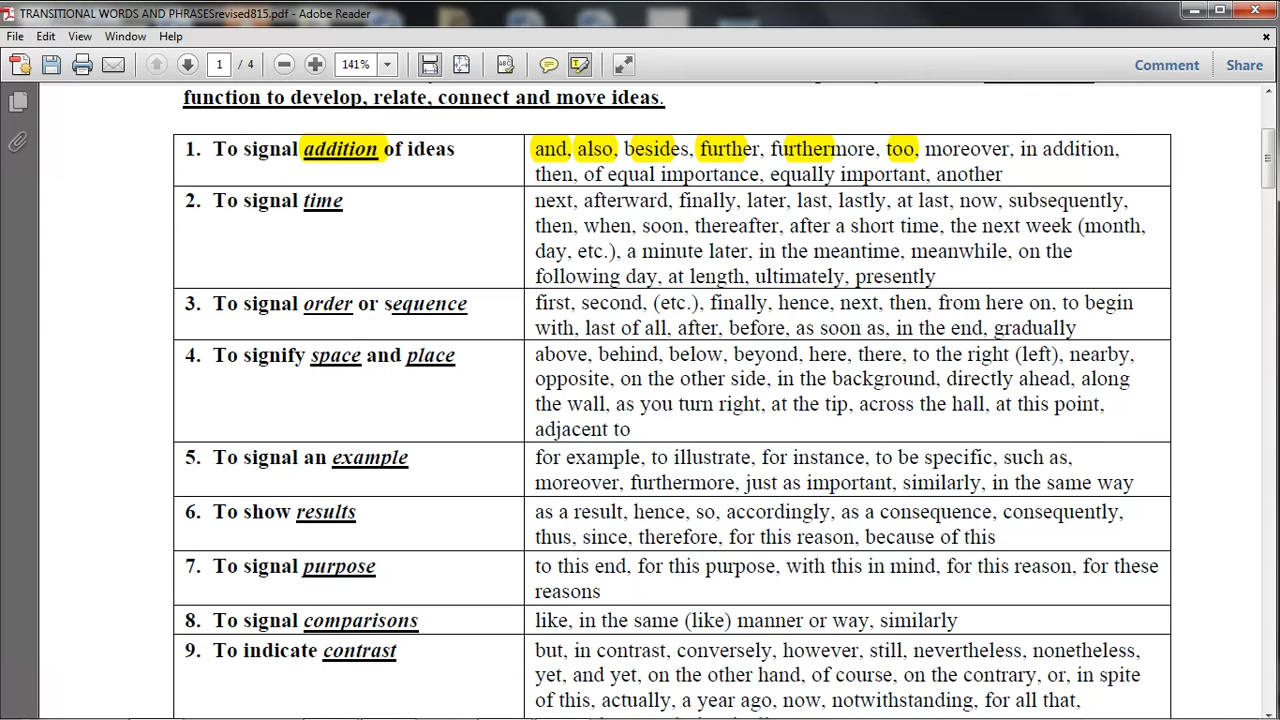 TRANSITIONAL WORDS AND PHRASESrevised815.pdf - Adobe Reader
File Edit View Window Help
1 / 4 141% Comment Share
function to develop, relate, connect and move ideas.
1. To signal addition of ideas
and, also, besides, further, furthermore, too, moreover, in addition,
then, of equal importance, equally important, another
2. To signal time
next, afterward, finally, later, last, lastly, at last, now, subsequently,
then, when, soon, thereafter, after a short time, the next week (month,
day, etc.), a minute later, in the meantime, meanwhile, on the
following day, at length, ultimately, presently
3. To signal order or sequence
first, second, (etc.), finally, hence, next, then, from here on, to begin
with, last of all, after, before, as soon as, in the end, gradually
4. To signify space and place
above, behind, below, beyond, here, there, to the right (left), nearby,
opposite, on the other side, in the background, directly ahead, along
the wall, as you turn right, at the tip, across the hall, at this point,
adjacent to
5. To signal an example
for example, to illustrate, for instance, to be specific, such as,
moreover, furthermore, just as important, similarly, in the same way
6. To show results
as a result, hence, so, accordingly, as a consequence, consequently,
thus, since, therefore, for this reason, because of this
7. To signal purpose
to this end, for this purpose, with this in mind, for this reason, for these
reasons
8. To signal comparisons
like, in the same (like) manner or way, similarly
9. To indicate contrast
but, in contrast, conversely, however, still, nevertheless, nonetheless,
yet, and yet, on the other hand, of course, on the contrary, or, in spite
of this, actually, a year ago, now, notwithstanding, for all that,